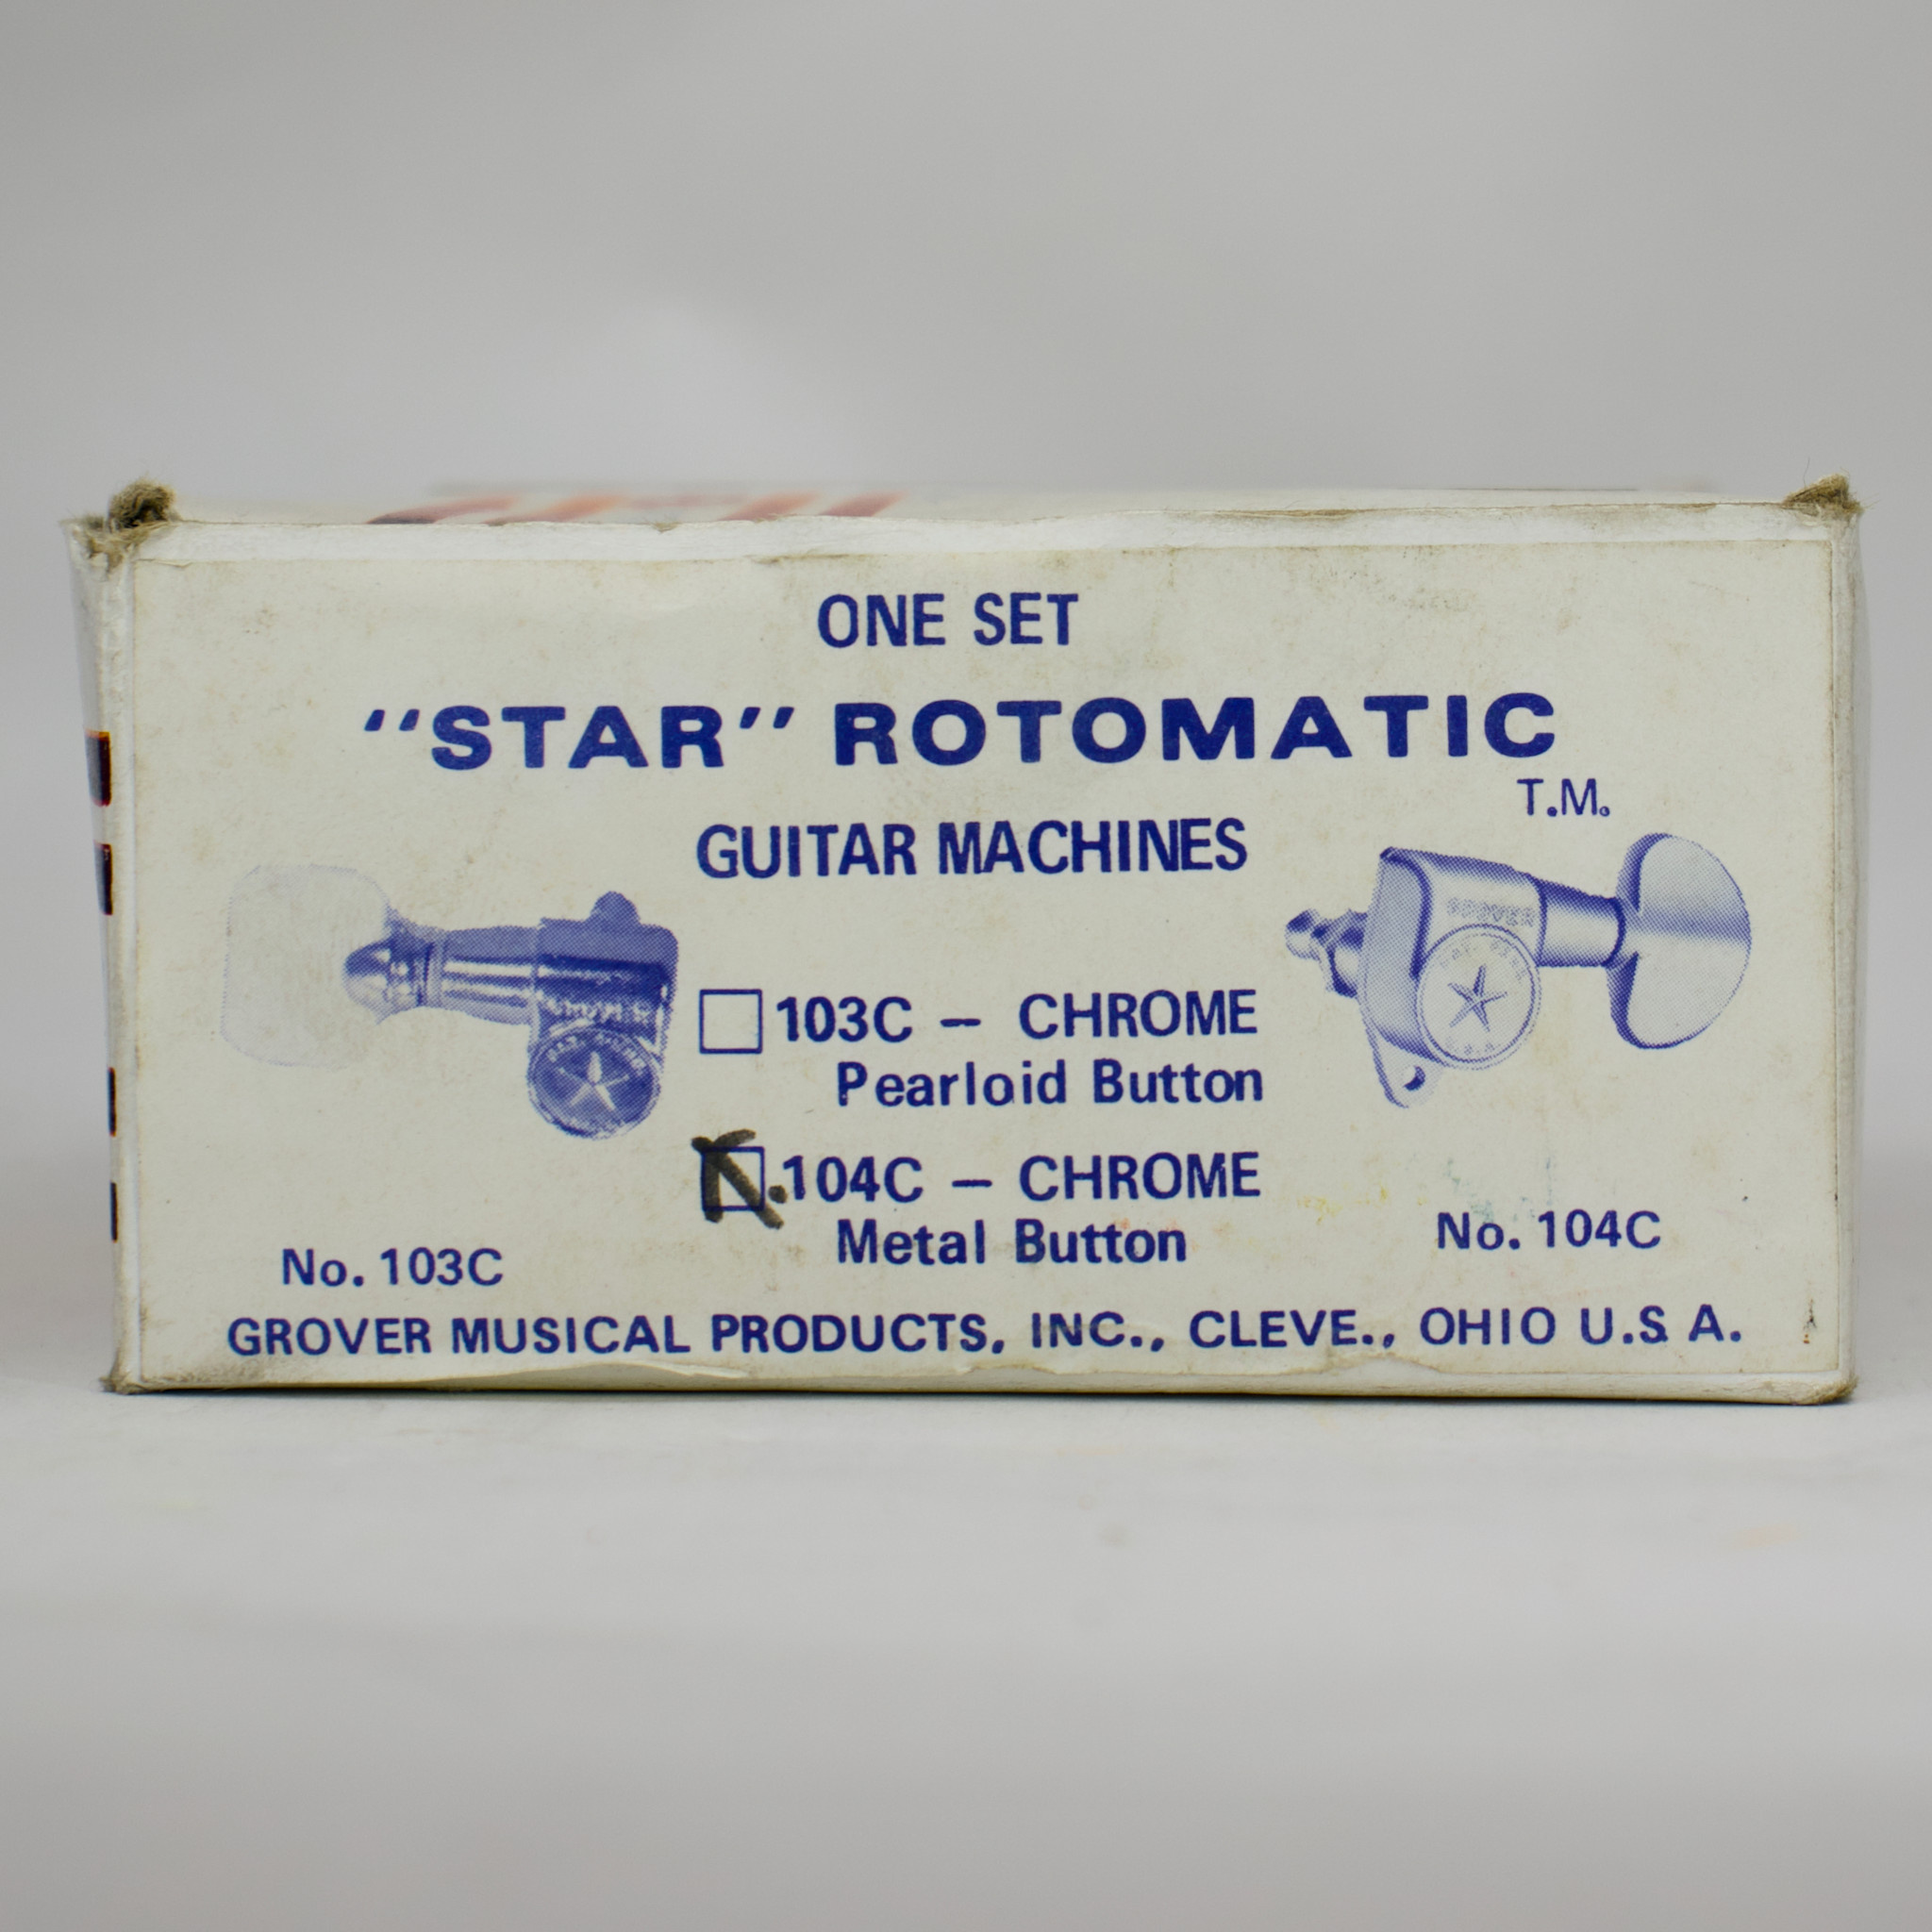 ONE SET
"STAR" ROTOMATIC
T.M.
GUITAR MACHINES
GROVER
103C – CHROME
Pearloid Button
104C – CHROME
Metal Button
No. 103C
No. 104C
GROVER MUSICAL PRODUCTS, INC., CLEVE., OHIO U.S.A.